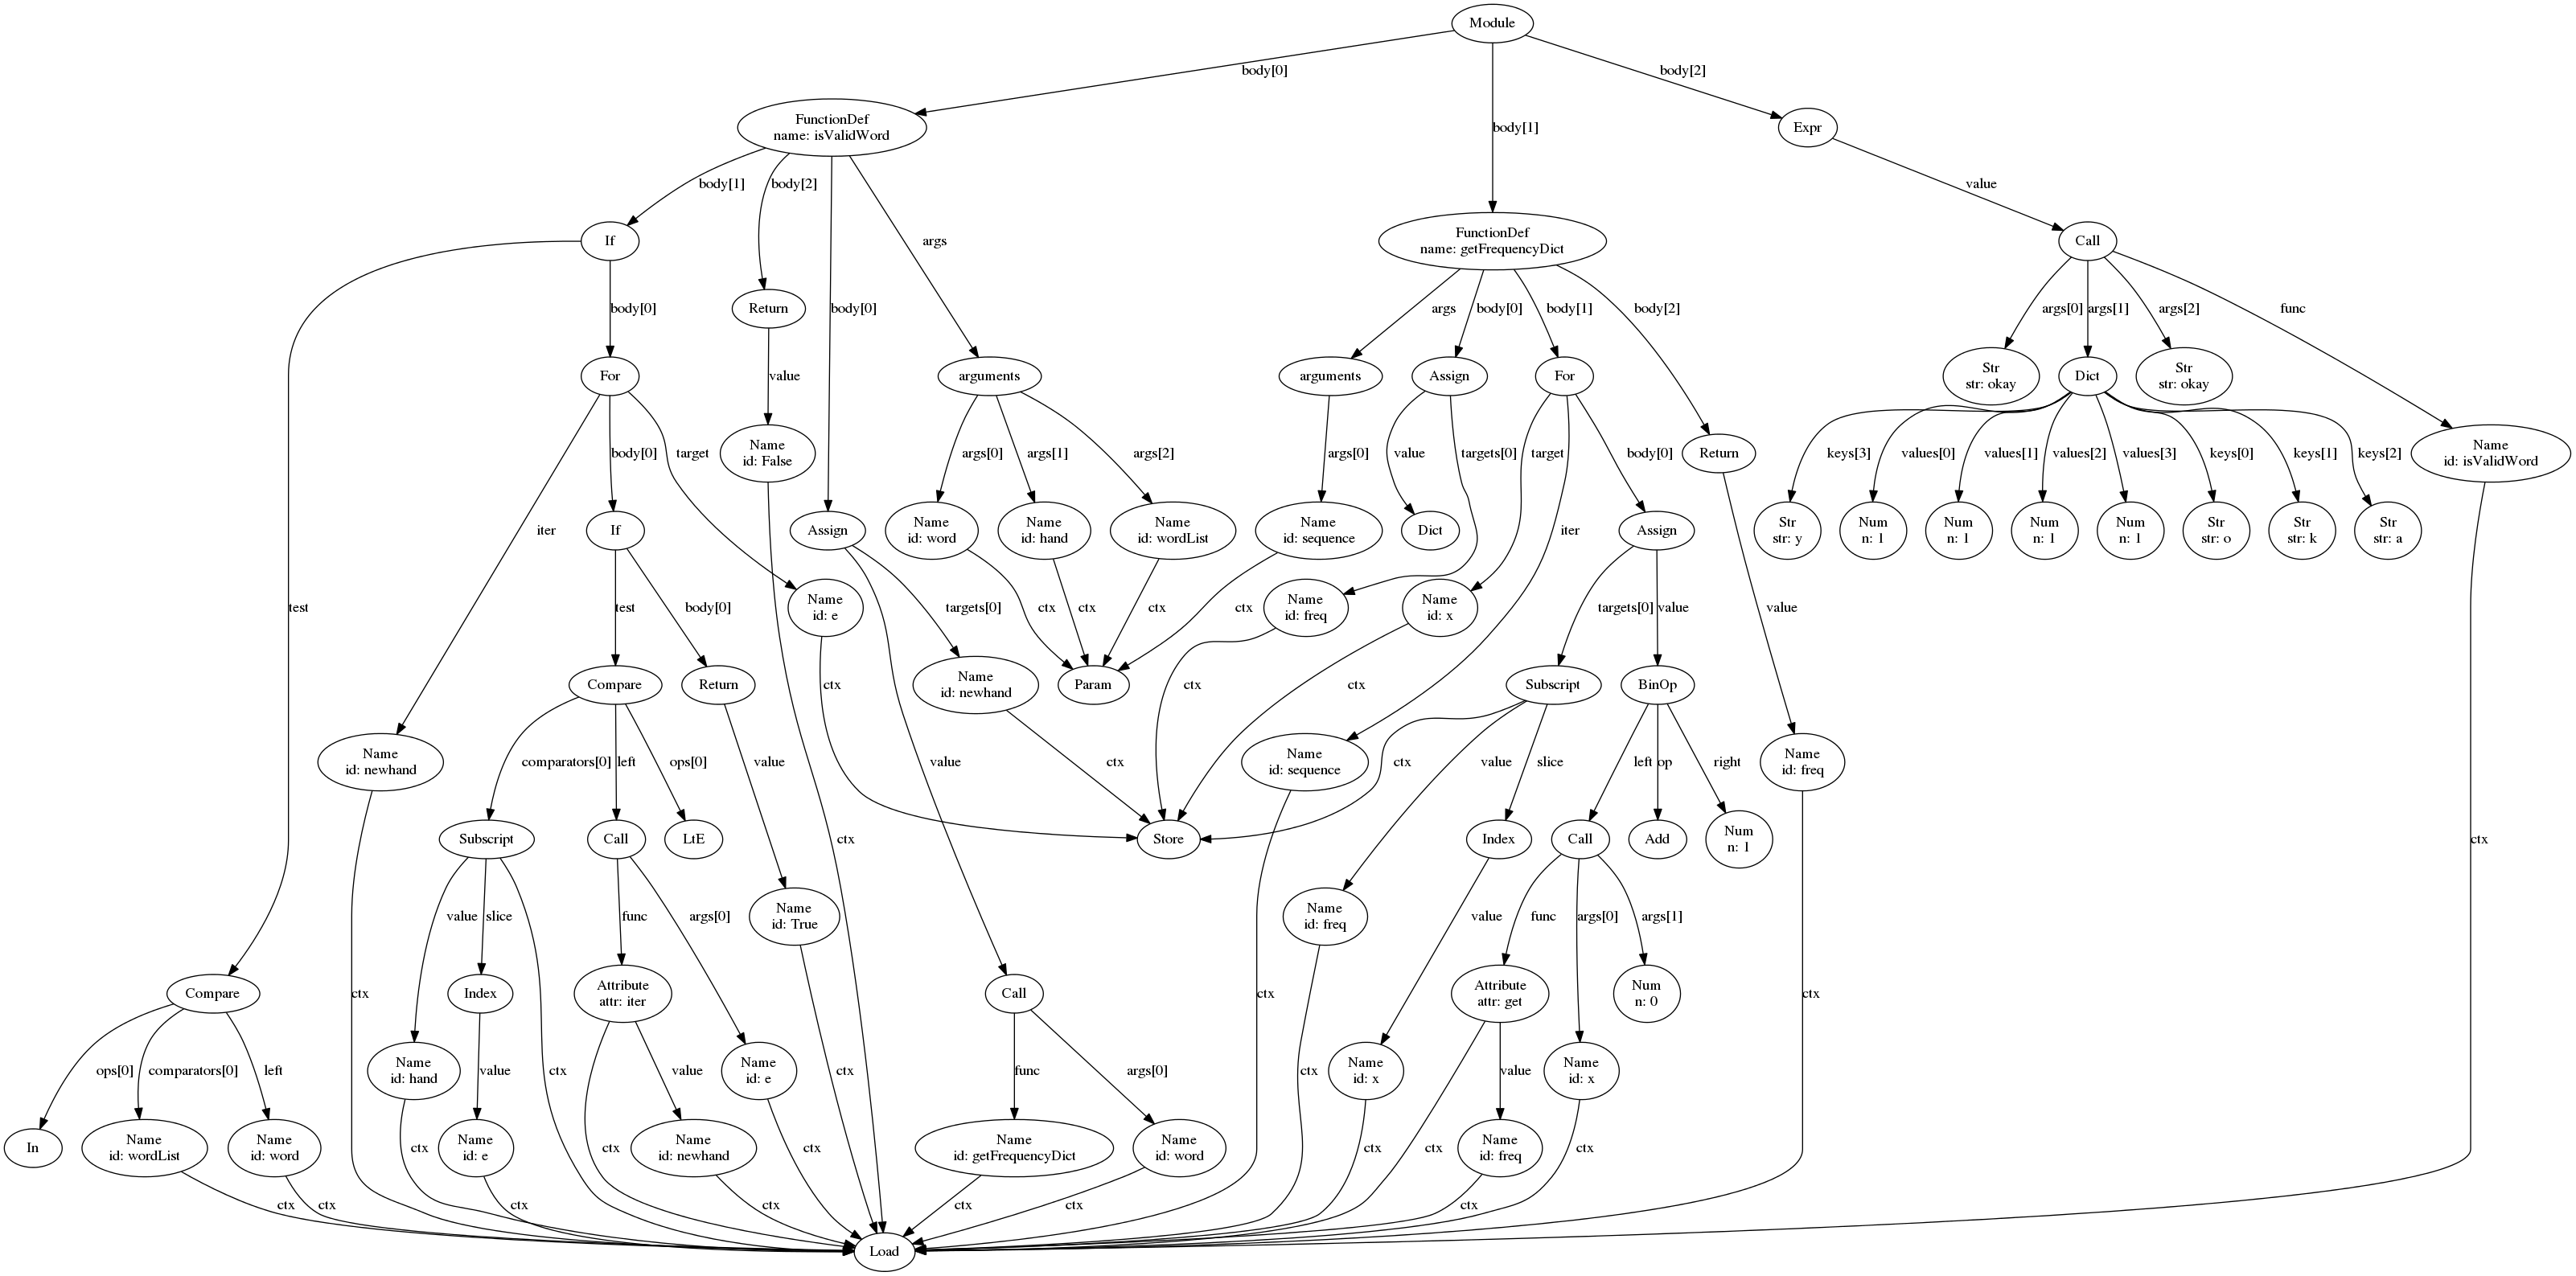 Module
body[0]
body[1]
body[2]
FunctionDef
name: isValidWord
Expr
body[1]
body[2]
body[0]
args
value
If
FunctionDef
name: getFrequencyDict
Call
test
body[0]
Return
value
args
body[0]
body[1]
body[2]
args[0]
args[1]
args[2]
func
For
arguments
arguments
Assign
For
Str
str: okay
Dict
Str
str: okay
iter
body[0]
target
Name
id: False
args[0]
args[1]
args[2]
args[0]
value
targets[0]
target
iter
body[0]
Return
keys[3]
values[0]
values[1]
values[2]
values[3]
keys[0]
keys[1]
keys[2]
Name
id: isValidWord
If
Assign
Name
id: word
Name
id: hand
Name
id: wordList
Name
id: sequence
Dict
Assign
Str
str: y
Num
n: 1
Num
n: 1
Num
n: 1
Num
n: 1
Str
str: o
Str
str: k
Str
str: a
test
body[0]
Name
id: e
targets[0]
value
ctx
ctx
ctx
ctx
Name
id: freq
Name
id: x
targets[0]
value
value
Compare
Return
ctx
Name
id: newhand
Param
ctx
ctx
Subscript
BinOp
Name
id: newhand
comparators[0]
left
ops[0]
value
ctx
Name
id: sequence
ctx
value
slice
left
op
right
Name
id: freq
Subscript
Call
LtE
ctx
Store
Index
Call
Add
Num
n: 1
ctx
value
slice
ctx
func
args[0]
Name
id: True
Name
id: freq
value
func
args[0]
args[1]
Compare
ctx
Index
Attribute
attr: iter
Call
ctx
Attribute
attr: get
Num
n: 0
ctx
ops[0]
comparators[0]
left
Name
id: hand
value
value
Name
id: e
ctx
func
args[0]
ctx
Name
id: x
ctx
value
Name
id: x
In
Name
id: wordList
Name
id: word
ctx
Name
id: e
ctx
Name
id: newhand
ctx
Name
id: getFrequencyDict
Name
id: word
ctx
Name
id: freq
ctx
ctx
ctx
ctx
ctx
ctx
ctx
ctx
Load